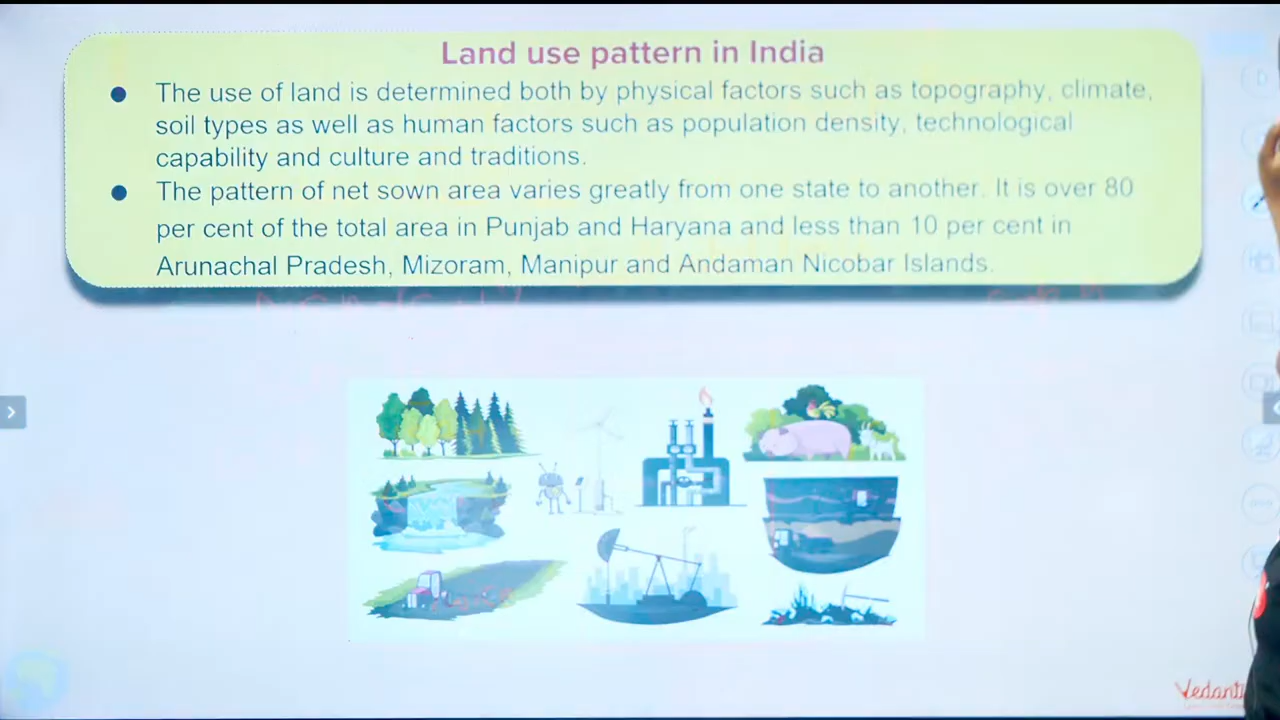 Land use pattern in India
● The use of land is determined both by physical factors such as topography, climate,
soil types as well as human factors such as population density, technological
capability and culture and traditions.
● The pattern of net sown area varies greatly from one state to another. It is over 80
per cent of the total area in Punjab and Haryana and less than 10 per cent in
Arunachal Pradesh, Mizoram, Manipur and Andaman Nicobar Islands.